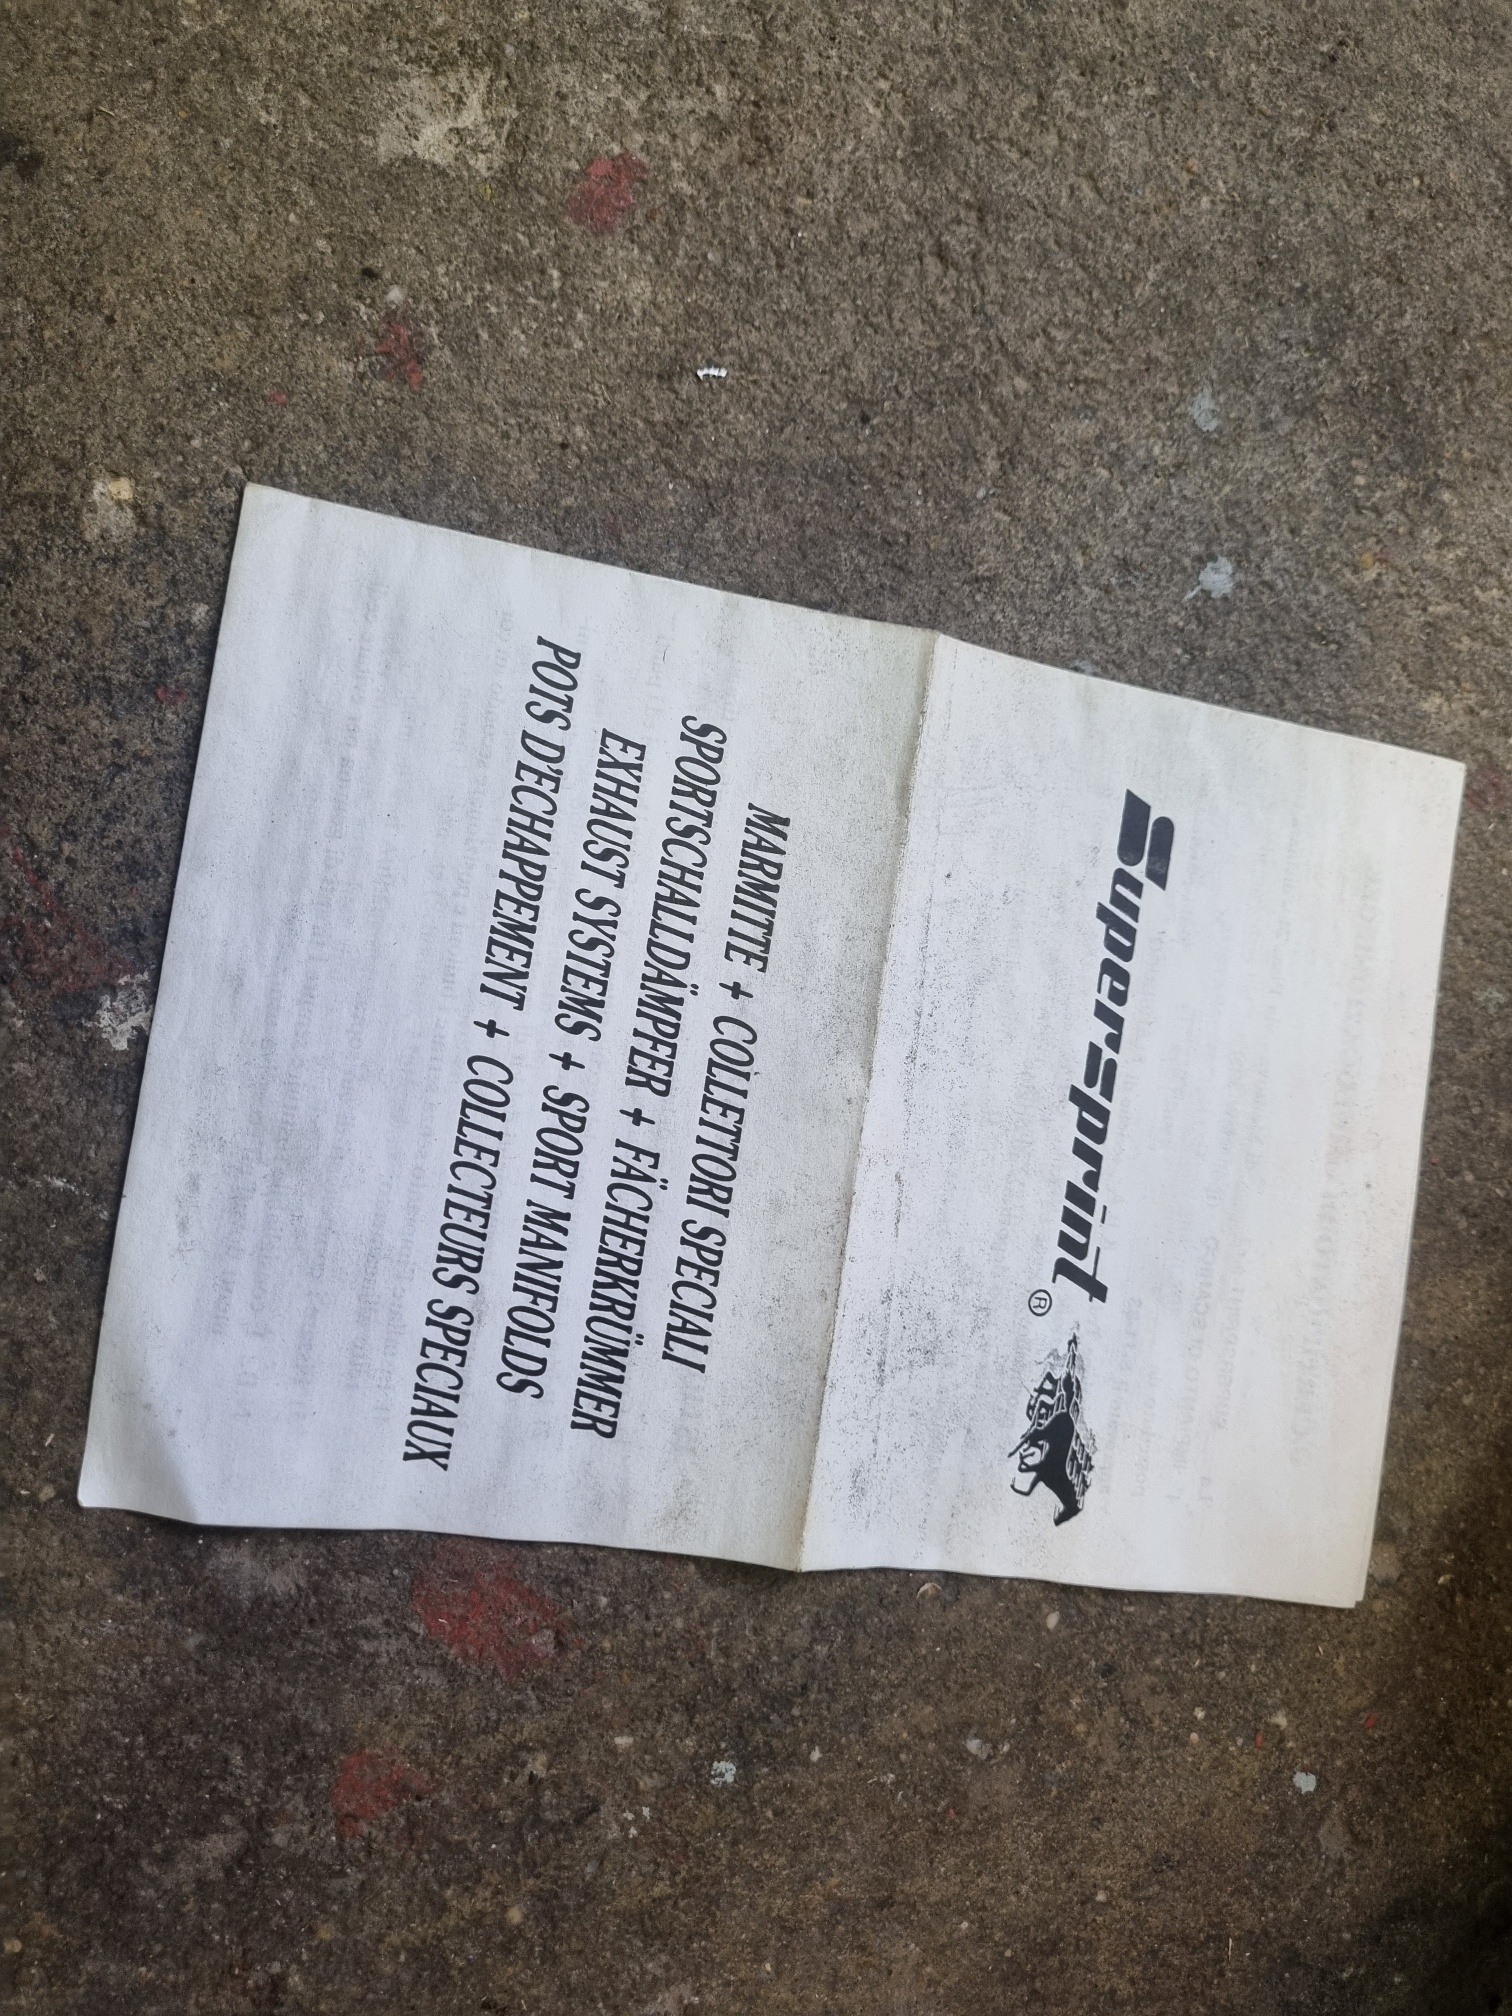 Supersprint®
MARMITTE + COLLETTORI SPECIALI
SPORTSCHALLDÄMPFER + FÄCHERKRÜMMER
EXHAUST SYSTEMS + SPORT MANIFOLDS
POTS D'ECHAPPEMENT + COLLECTEURS SPECIAUX